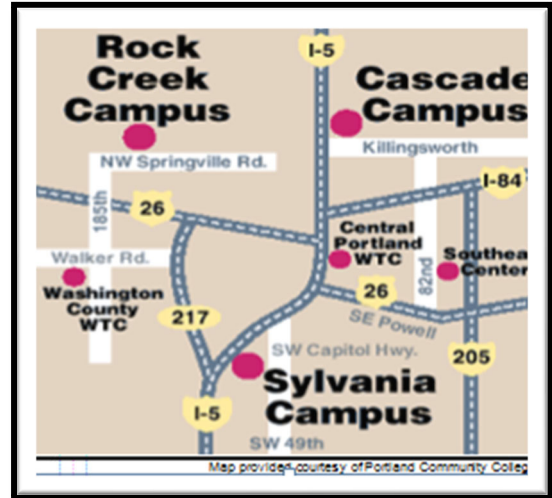 Rock
Creek
Campus
I-5
Cascade
Campus
Killingsworth
NW Springville Rd.
I-84
26
185th
Central
Portland
WTC
Walker Rd.
82nd
Southea
Center
Washington
County
WTC
26
217
SE Powell
SW Capitol Hwy.
205
Sylvania
Campus
I-5
SW 49th
Map provided courtesy of Portland Community Colleg